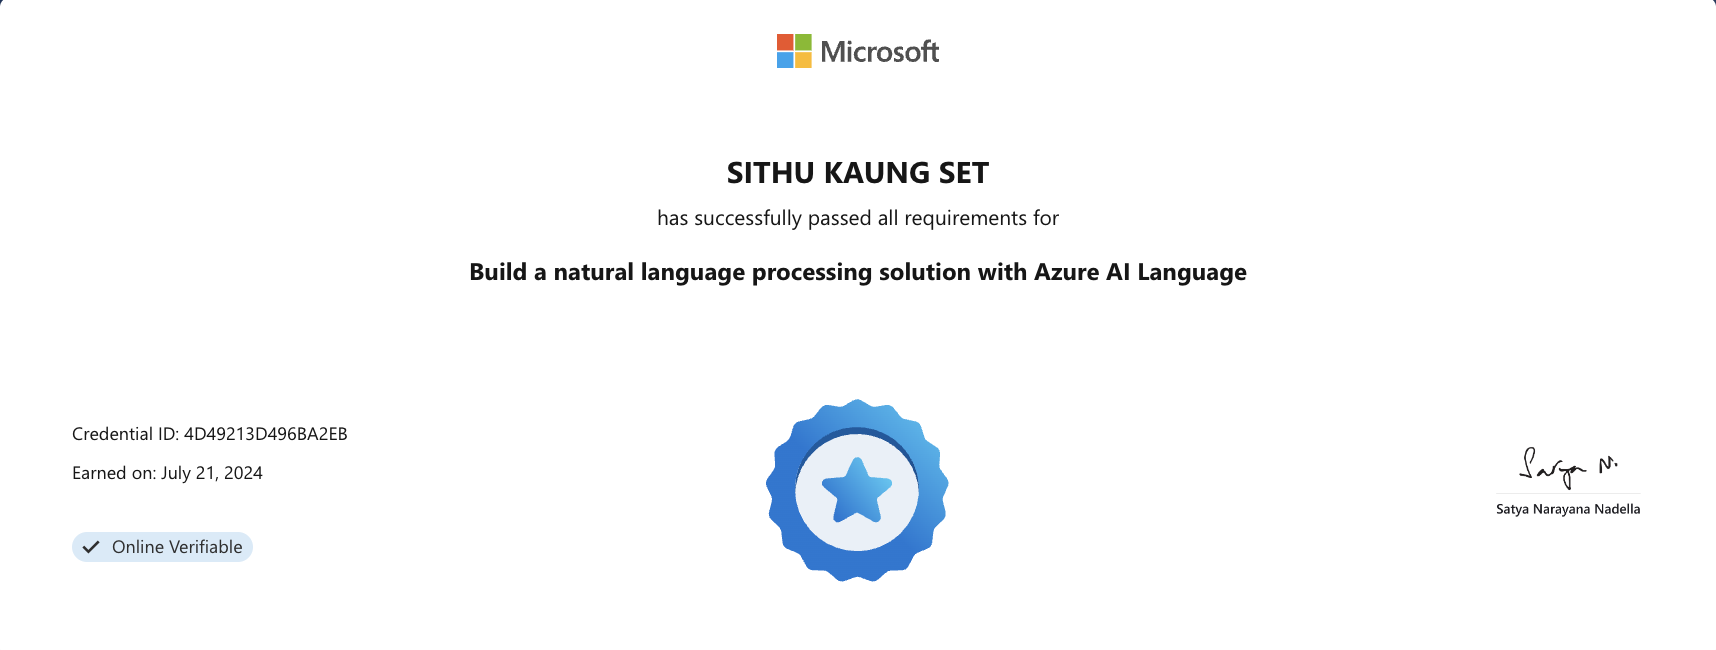 Microsoft
SITHU KAUNG SET
has successfully passed all requirements for
Build a natural language processing solution with Azure AI Language
Credential ID: 4D49213D496BA2EB
Earned on: July 21, 2024
Online Verifiable
Satya N.
Satya Narayana Nadella